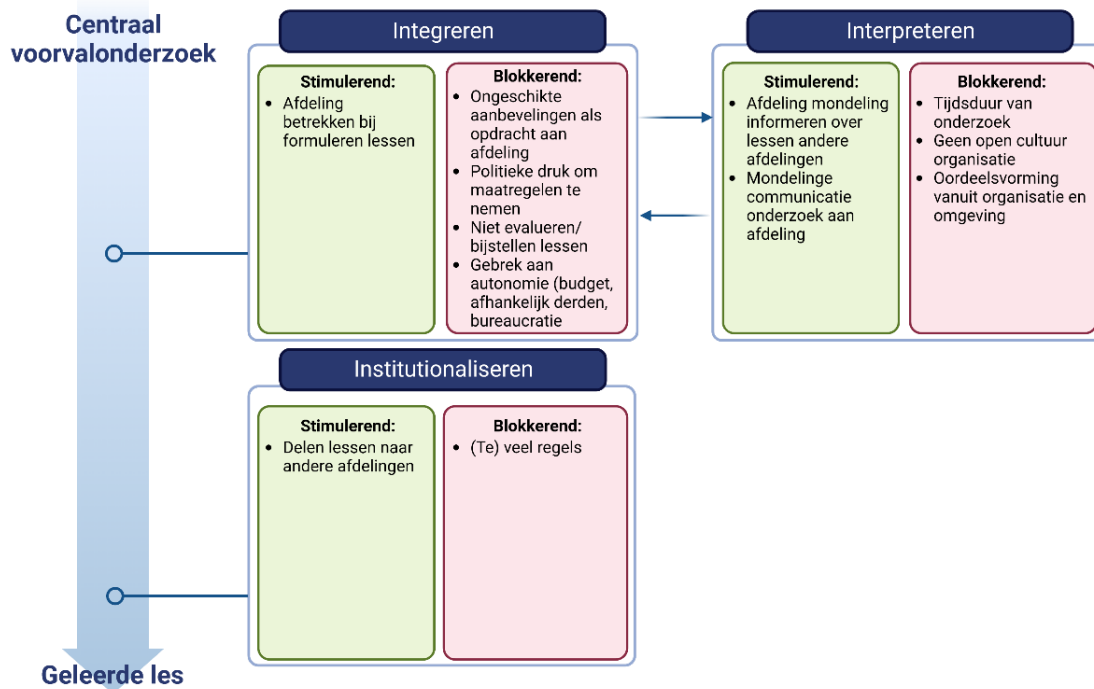 Centraal
voorvalonderzoek
Integreren
Stimulerend:
• Afdeling
betrekken bij
formuleren lessen
Blokkerend:
• Ongeschikte
aanbevelingen als
opdracht aan
afdeling
• Politieke druk om
maatregelen te
nemen
• Niet evalueren/
bijstellen lessen
• Gebrek aan
autonomie (budget,
afhankelijk derden,
bureaucratie
Interpreteren
Stimulerend:
• Afdeling mondeling
informeren over
lessen andere
afdelingen
• Mondelinge
communicatie
onderzoek aan
afdeling
Blokkerend:
• Tijdsduur van
onderzoek
• Geen open cultuur
organisatie
• Oordeelsvorming
vanuit organisatie en
omgeving
Institutionaliseren
Stimulerend:
• Delen lessen naar
andere afdelingen
Blokkerend:
• (Te) veel regels
Geleerde les